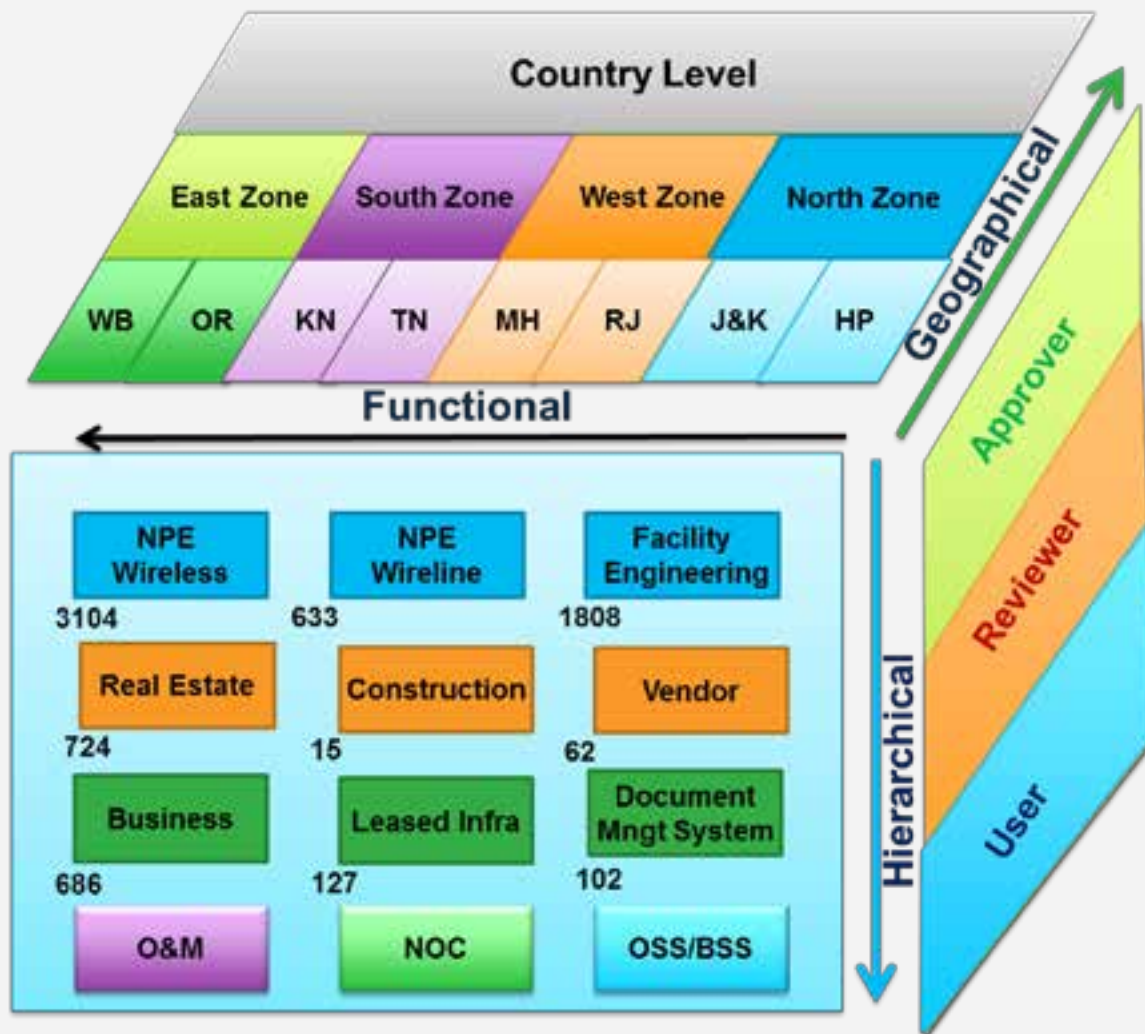 Country Level
East Zone South Zone West Zone North Zone
WB OR KN TN MH RJ J&K HP
Geographical
Functional
Approver
Reviewer
User
Hierarchical
NPE
Wireless
NPE
Wireline
Facility
Engineering
3104 633 1808
Real Estate Construction Vendor
724 15 62
Business Leased Infra
Document
Mngt System
686 127 102
O&M NOC OSS/BSS